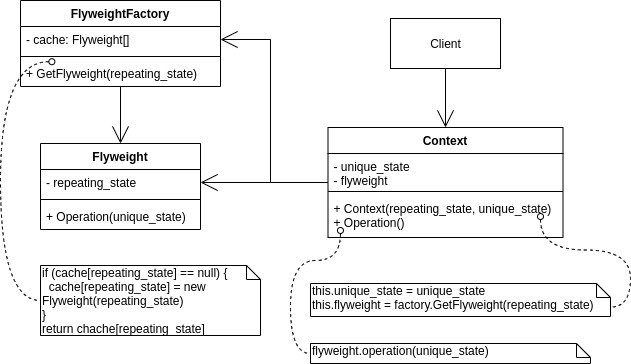 FlyweightFactory
- cache: Flyweight[]
+ GetFlyweight(repeating_state)
Client
Flyweight
- repeating_state
+ Operation(unique_state)
Context
- unique_state
- flyweight
+ Context(repeating_state, unique_state)
+ Operation()
if (cache[repeating_state] == null) {
cache[repeating_state] = new
Flyweight(repeating_state)
}
return chache[repeating_state]
this.unique_state = unique_state
this.flyweight = factory.GetFlyweight(repeating_state)
flyweight.operation(unique_state)